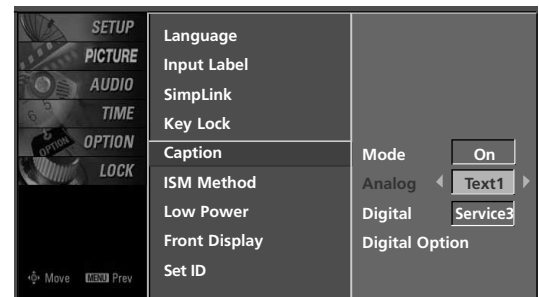 SETUP
PICTURE
AUDIO
TIME
OPTION
LOCK
Move MENU Prev
Language
Input Label
SimpLink
Key Lock
Caption
ISM Method
Low Power
Front Display
Set ID
Mode On
Analog Text1
Digital Service3
Digital Option